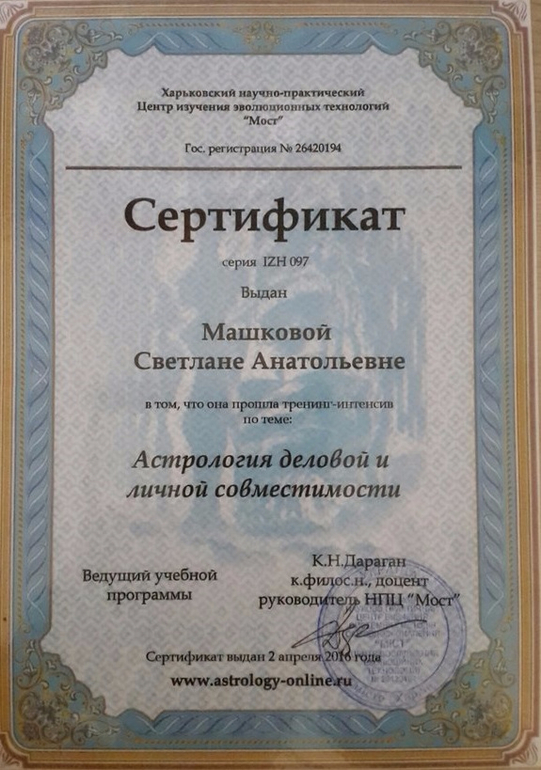 Харьковский научно-практический
Центр изучения эволюционных технологий
"Мост"
Гос. регистрация № 26420194
Сертификат
серия IZH 097
Выдан
Машковой
Светлане Анатольевне
в том, что она прошла тренинг-интенсив
по теме:
Астрология деловой и
личной совместимости
Ведущий учебной
программы
К.Н.Дараган
к.филос.н., доцент
руководитель НПЦ "Мост"
Сертификат выдан 2 апреля 2016 года
www.astrology-online.ru